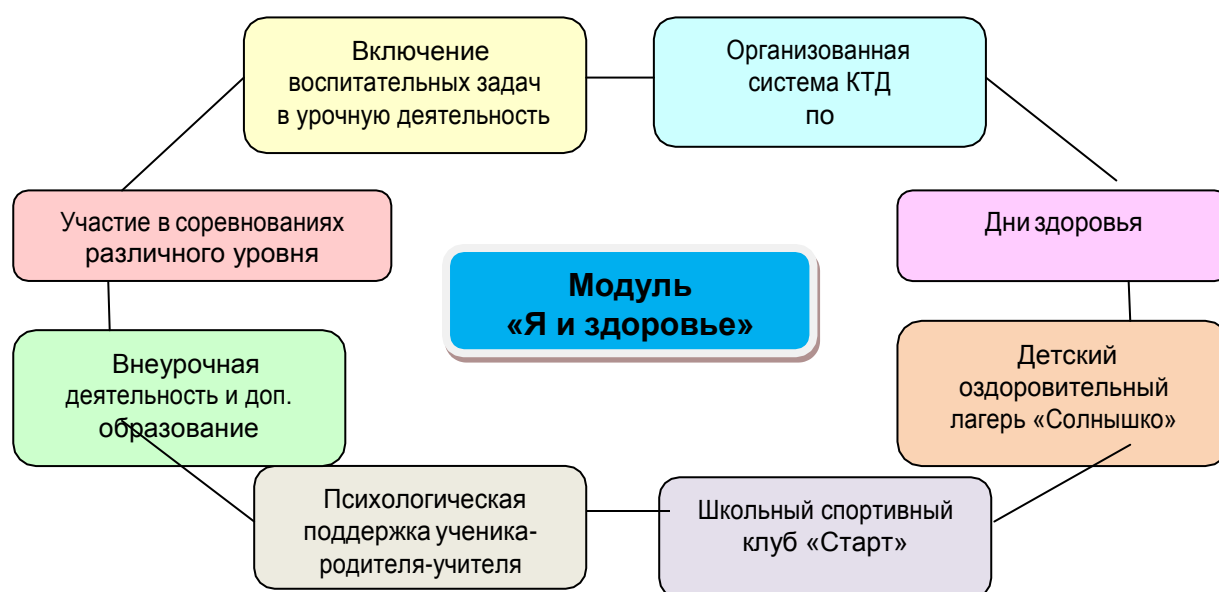 Включение
воспитательных задач
в урочную деятельность
Организованная
система КТД
по
Участие в соревнованиях
различного уровня
Дни здоровья
Модуль
«Я и здоровье»
Внеурочная
деятельность и доп.
образование
Детский
оздоровительный
лагерь «Солнышко»
Психологическая
поддержка ученика-
родителя-учителя
Школьный спортивный
клуб «Старт»